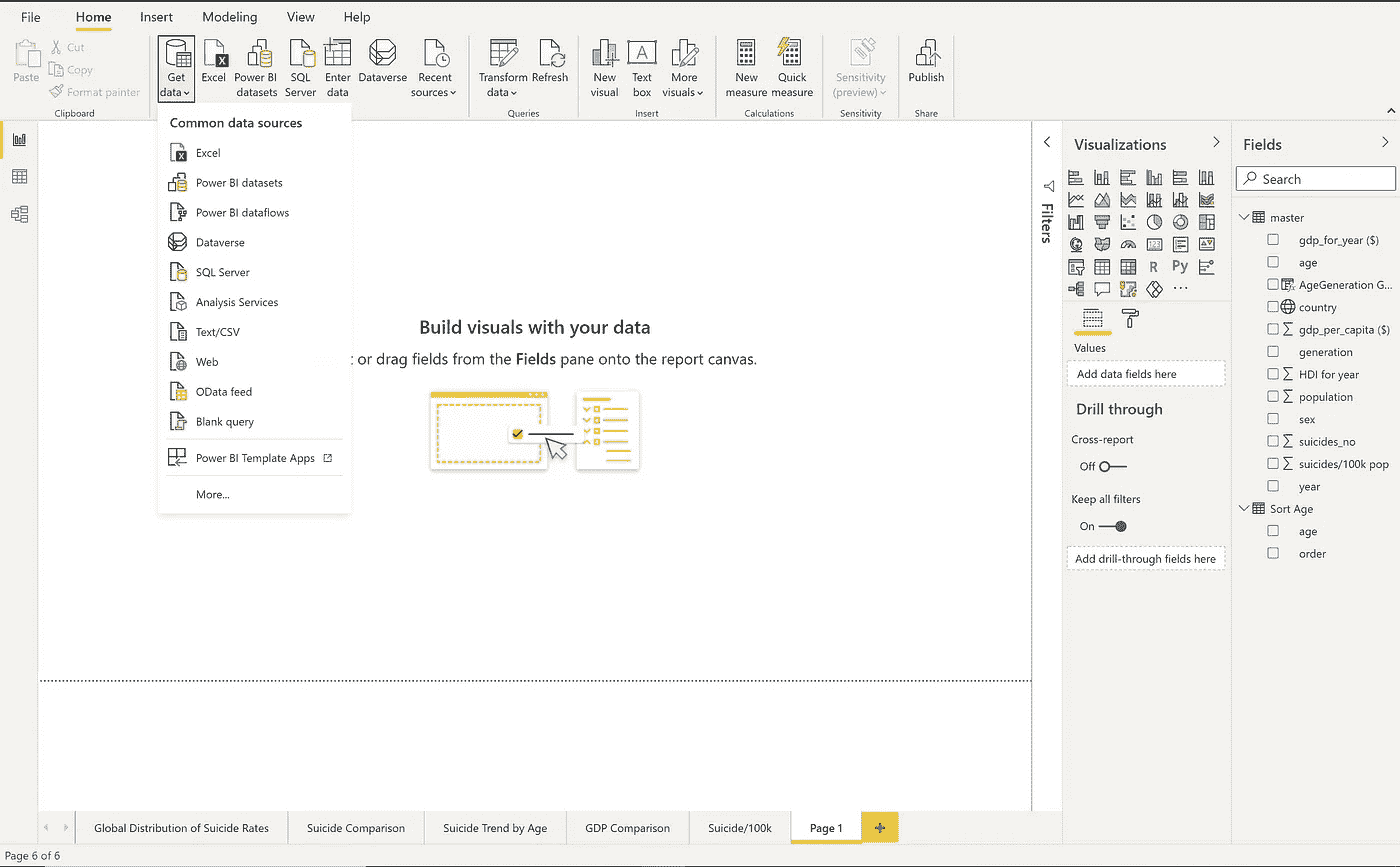 File Home Insert Modeling View Help
Paste
Cut
Copy
Format painter
Clipboard
Get data
Excel
Power BI datasets
SQL Server
Enter data
Dataverse
Recent sources
Transform data
Refresh
Queries
New visual
Text box
More visuals
Insert
New measure
Quick measure
Calculations
Sensitivity (preview)
Sensitivity
Publish
Share
Common data sources
Excel
Power BI datasets
Power BI dataflows
Dataverse
SQL Server
Analysis Services
Text/CSV
Web
OData feed
Blank query
Power BI Template Apps
More...
Build visuals with your data
or drag fields from the Fields pane onto the report canvas.
Filters
Visualizations
123
R Py
...
Values
Add data fields here
Drill through
Cross-report
Off
Keep all filters
On
Add drill-through fields here
Fields
Search
master
gdp_for_year ($)
age
AgeGeneration G...
country
Σ gdp_per_capita ($)
generation
Σ HDI for year
Σ population
sex
Σ suicides_no
Σ suicides/100k pop
year
Sort Age
age
order
Global Distribution of Suicide Rates
Suicide Comparison
Suicide Trend by Age
GDP Comparison
Suicide/100k
Page 1
Page 6 of 6